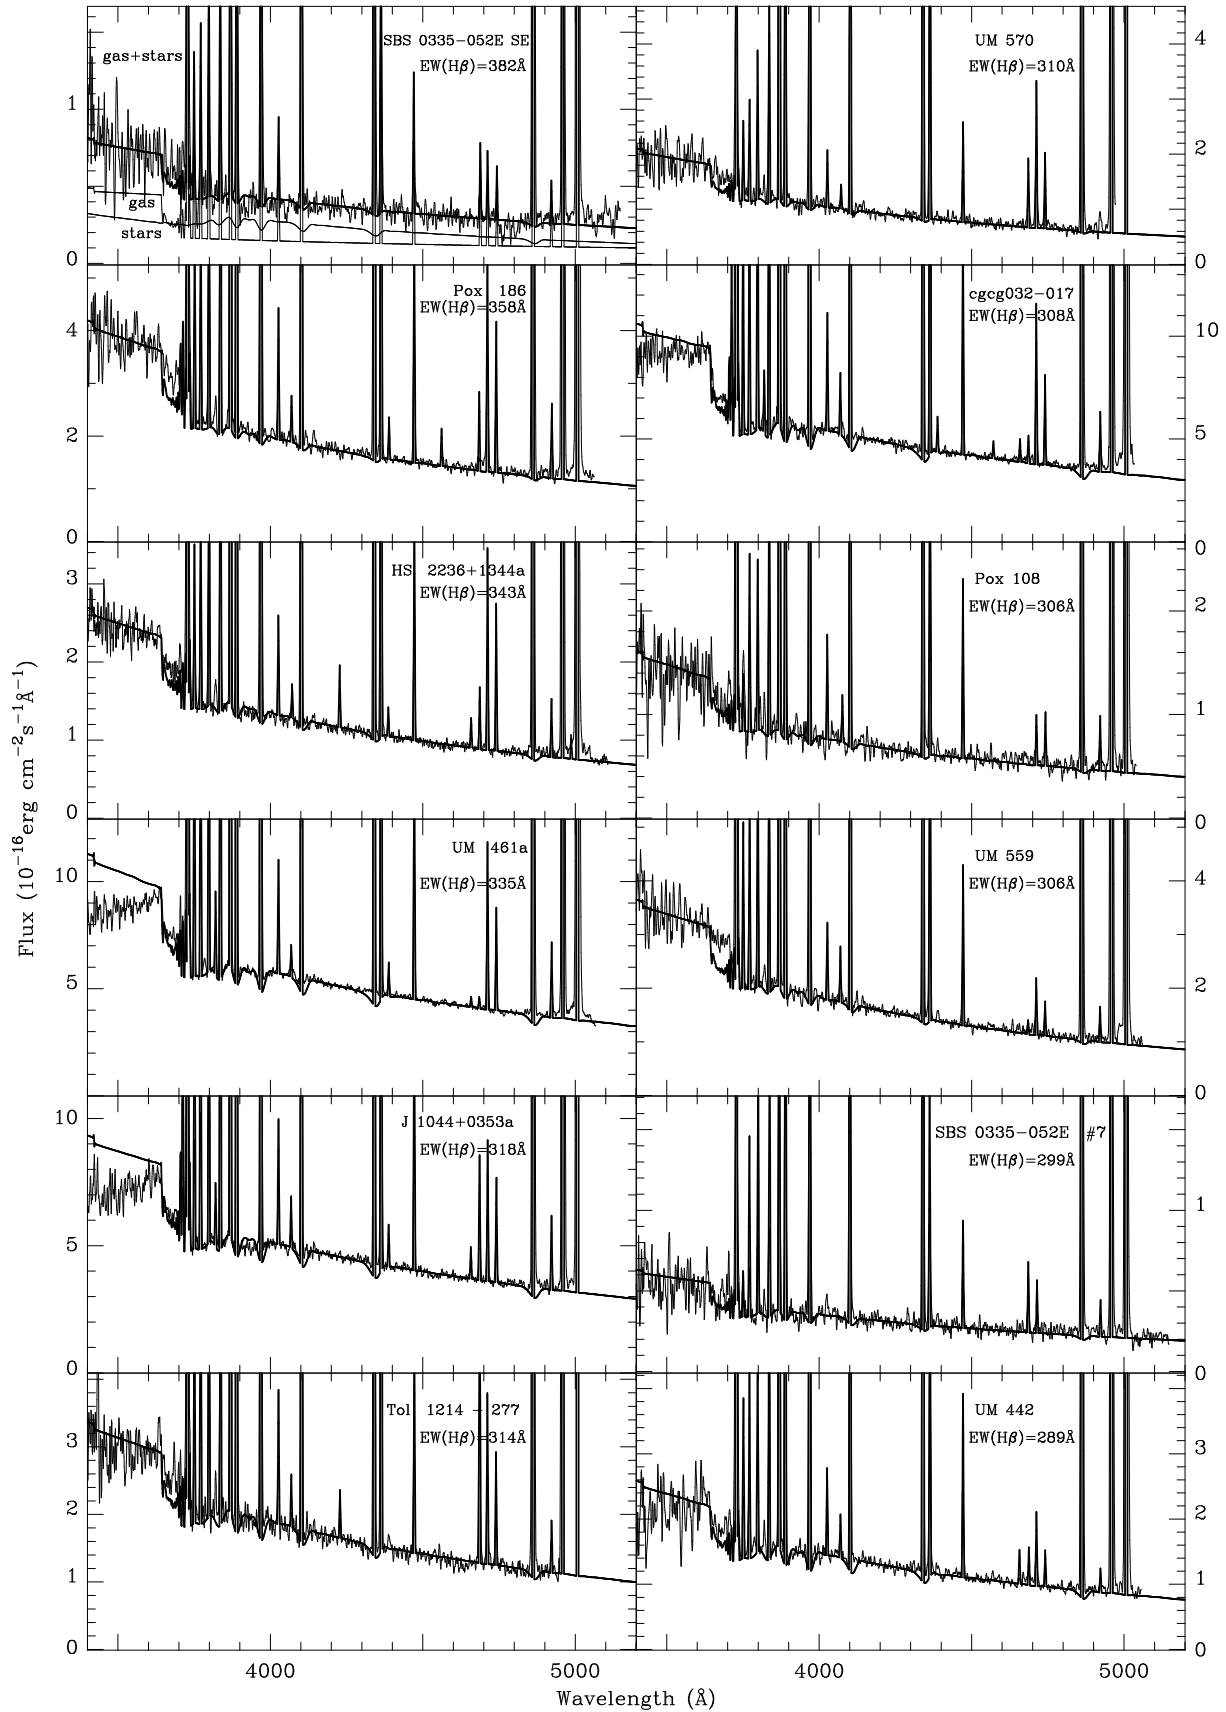 SBS 0335-052E SE
EW(Hβ)=382Å
gas+stars
gas
stars
1
0
UM 570
EW(Hβ)=310Å
4
2
0
Pox 186
EW(Hβ)=358Å
4
2
0
cgcg032-017
EW(Hβ)=308Å
10
5
0
HS 2236+1344a
EW(Hβ)=343Å
3
2
1
0
Pox 108
EW(Hβ)=306Å
2
1
0
UM 461a
EW(Hβ)=335Å
10
5
UM 559
EW(Hβ)=306Å
4
2
0
J 1044+0353a
EW(Hβ)=318Å
10
5
0
SBS 0335-052E #7
EW(Hβ)=299Å
1
0
Tol 1214-277
EW(Hβ)=314Å
3
2
1
0
UM 442
EW(Hβ)=289Å
3
2
1
0
4000
5000
4000
5000
Wavelength (Å)
Flux (10⁻¹⁶erg cm⁻²s⁻¹Å⁻¹)